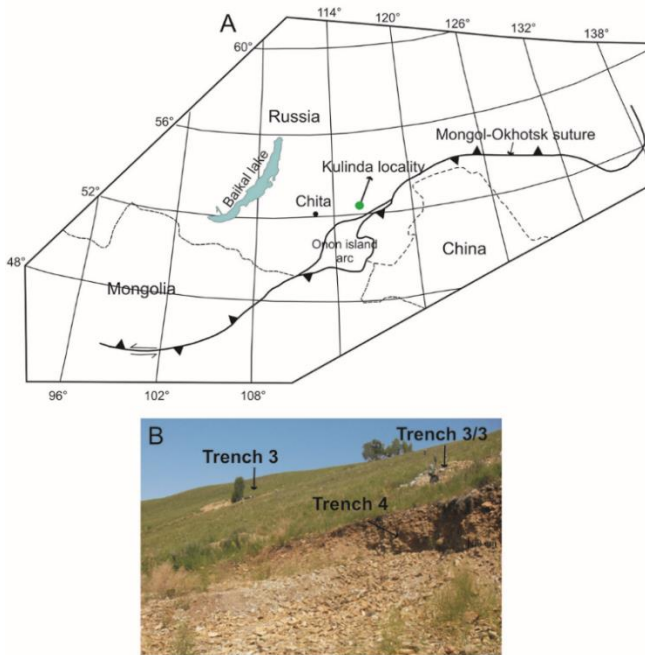 A
114°
120°
126°
132°
138°
60°
56°
52°
48°
Russia
Mongol-Okhotsk suture
Baikal lake
Kulinda locality
Chita
Onon island
arc
China
Mongolia
96°
102°
108°
B
Trench 3
Trench 3/3
Trench 4